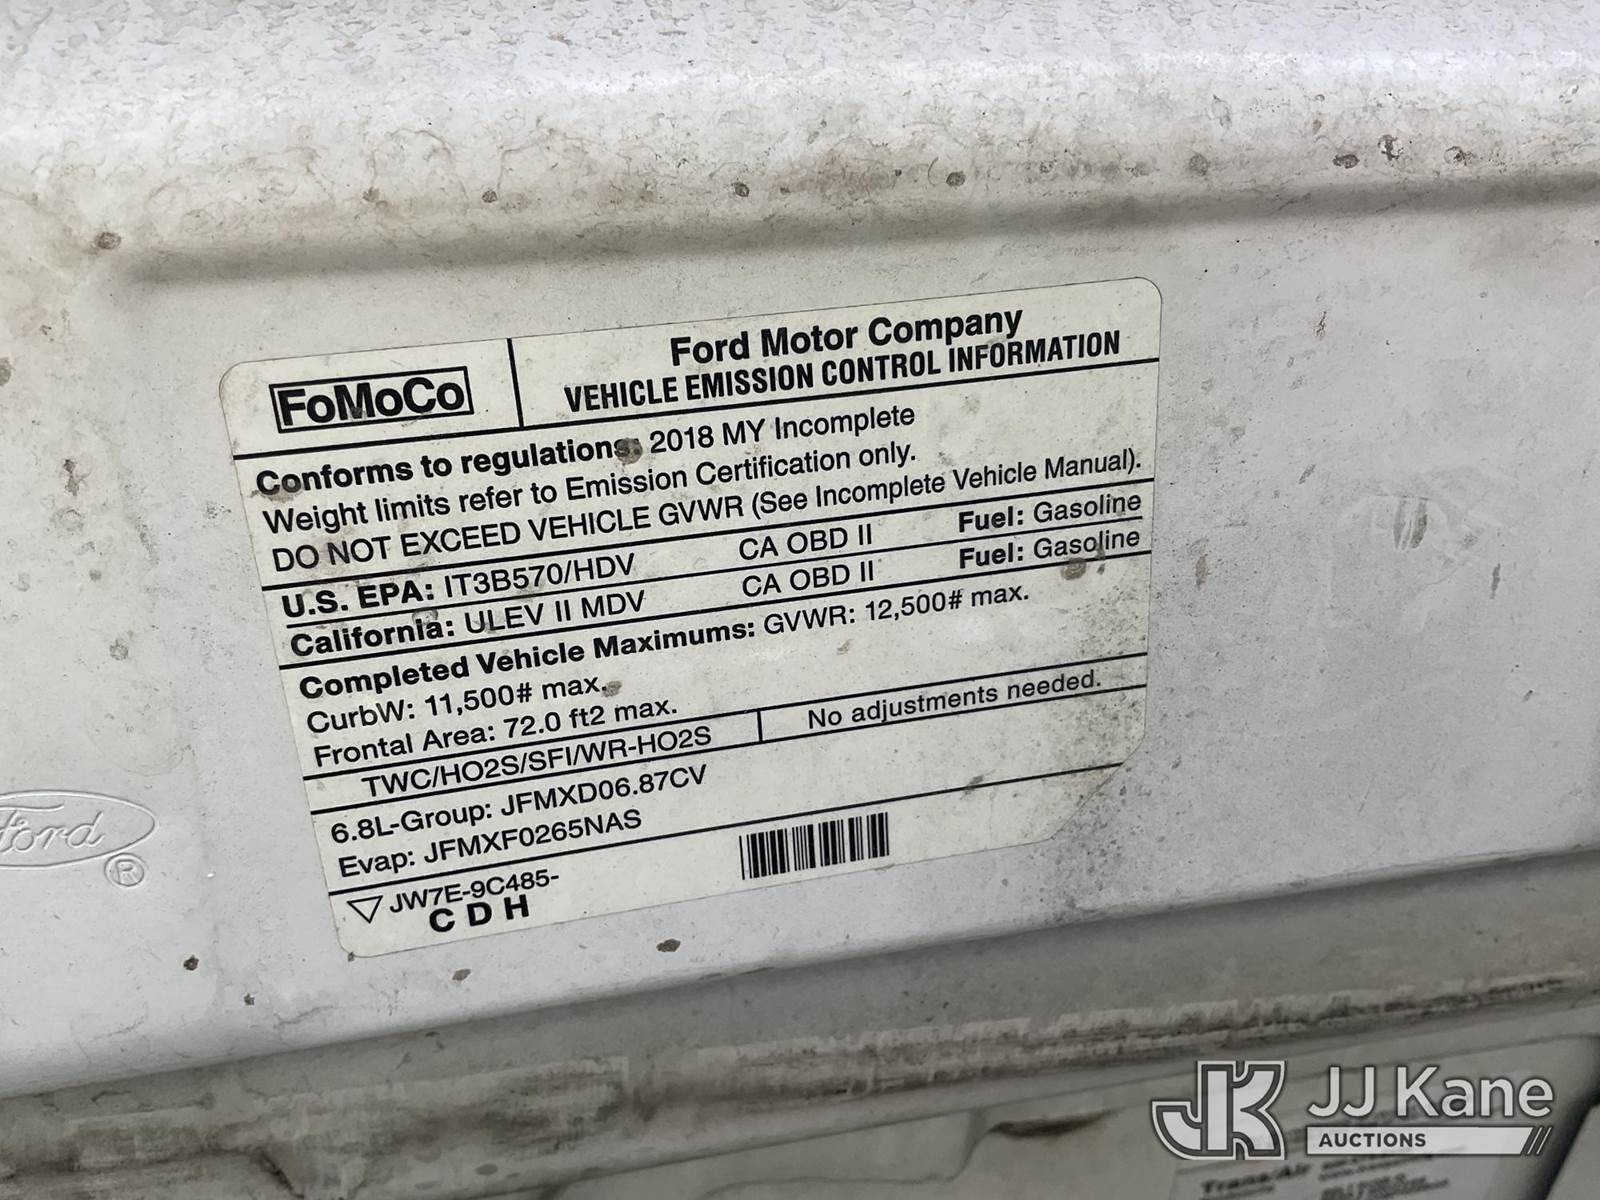 FoMoCo
Ford Motor Company
VEHICLE EMISSION CONTROL INFORMATION
Conforms to regulations: 2018 MY Incomplete
Weight limits refer to Emission Certification only.
DO NOT EXCEED VEHICLE GVWR (See Incomplete Vehicle Manual).
U.S. EPA: IT3B570/HDV CA OBD II Fuel: Gasoline
California: ULEV II MDV CA OBD II Fuel: Gasoline
Completed Vehicle Maximums: GVWR: 12,500# max.
CurbW: 11,500# max.
Frontal Area: 72.0 ft2 max.
TWC/HO2S/SFI/WR-HO2S No adjustments needed.
6.8L-Group: JFMXD06.87CV
Evap: JFMXF0265NAS
JW7E-9C485-
C D H
Ford
®
JK JJ Kane
AUCTIONS
Trans/Air